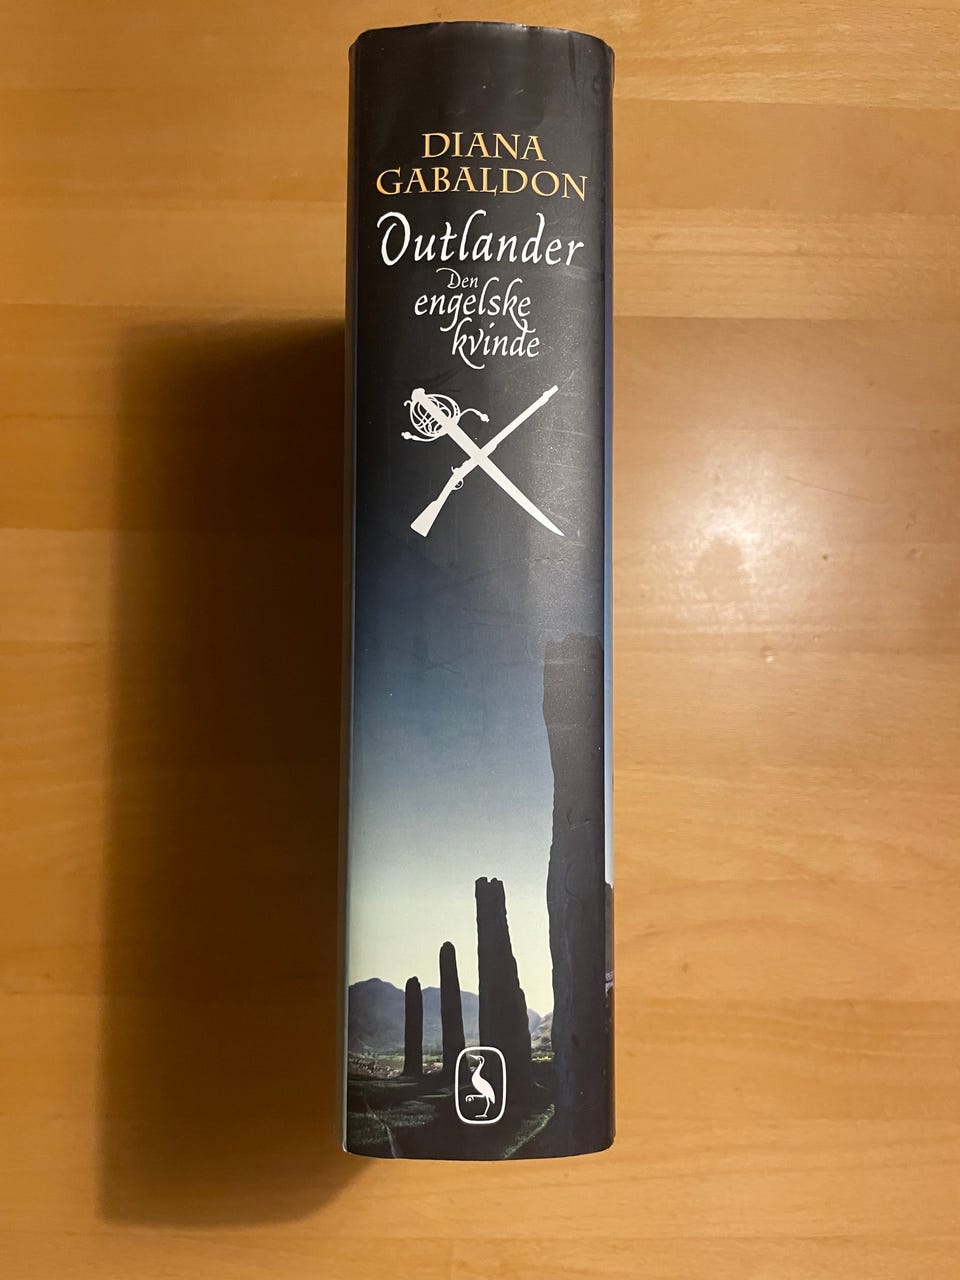 DIANA
GABALDON
Outlander
Den
engelske
kvinde